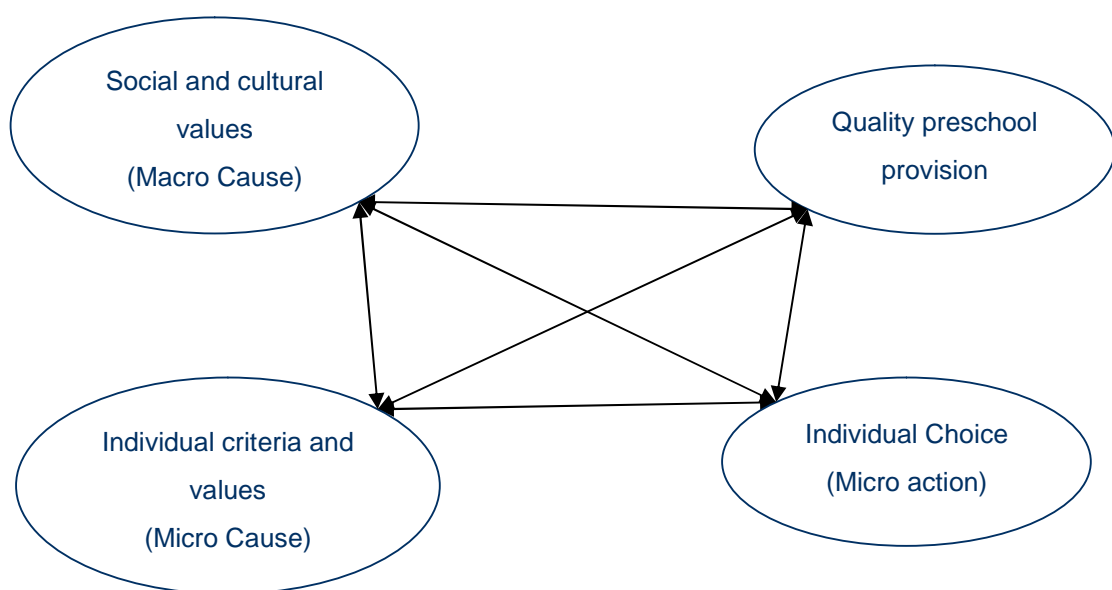 Social and cultural
values
(Macro Cause)
Quality preschool
provision
Individual criteria and
values
(Micro Cause)
Individual Choice
(Micro action)